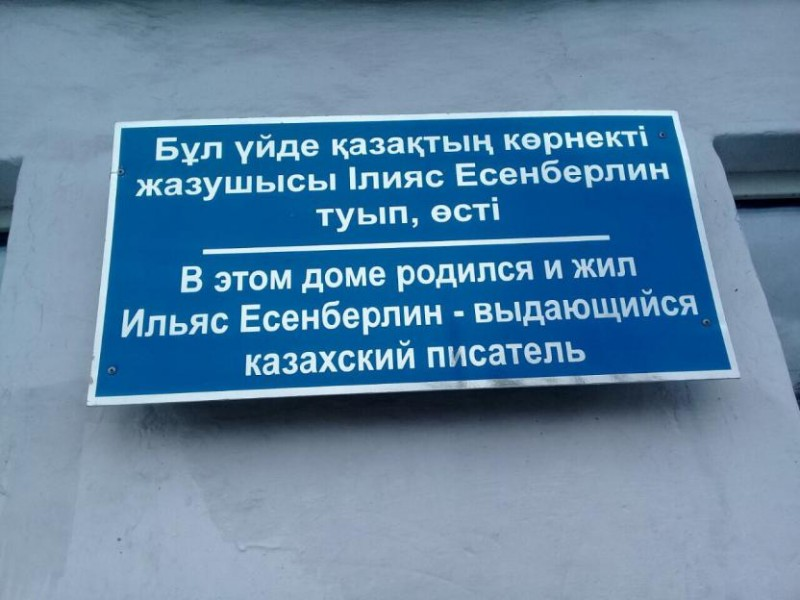 Бұл үйде қазақтың көрнекті
жазушысы Ілияс Есенберлин
туып, өсті
В этом доме родился и жил
Ильяс Есенберлин - выдающийся
казахский писатель